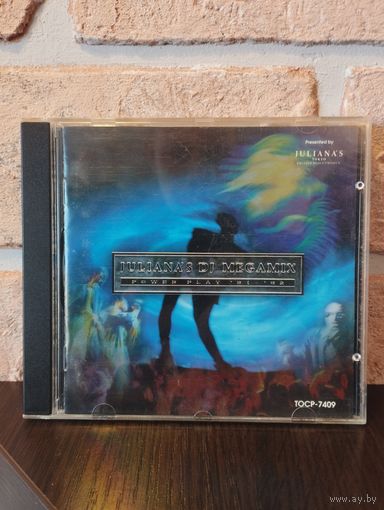 Presented by
JULIANA'S
TOKYO
JULIANA'S DJ MEGAMIX
POWER PLAY '91-'92
TOCP-7409
www.ay.by